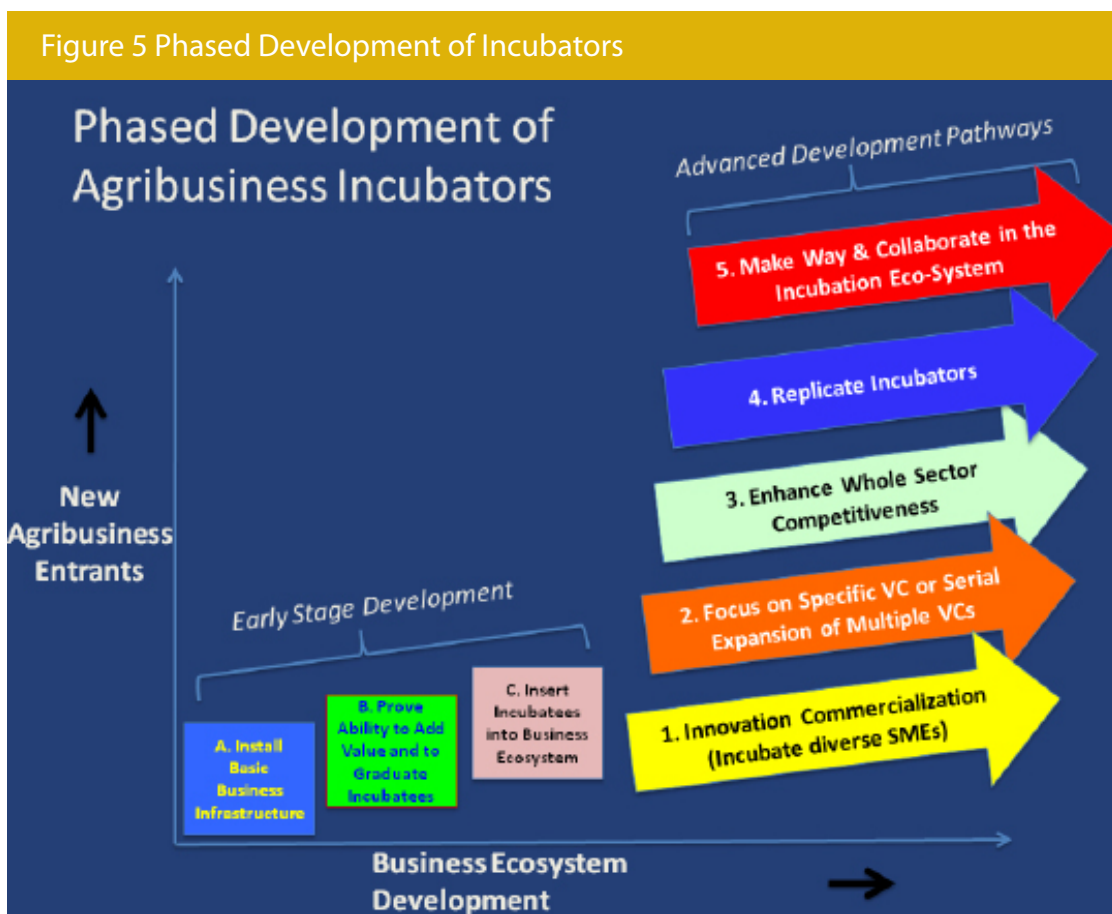 Figure 5 Phased Development of Incubators
Phased Development of
Agribusiness Incubators
Advanced Development Pathways
5. Make Way & Collaborate in the
Incubation Eco-System
4. Replicate Incubators
3. Enhance Whole Sector
Competitiveness
2. Focus on Specific VC or Serial
Expansion of Multiple VCs
1. Innovation Commercialization
(Incubate diverse SMEs)
New
Agribusiness
Entrants
Early Stage Development
A. Install
Basic
Business
Infrastructure
B. Prove
Ability to Add
Value and to
Graduate
Incubatees
C. Insert
Incubatees
into Business
Ecosystem
Business Ecosystem
Development